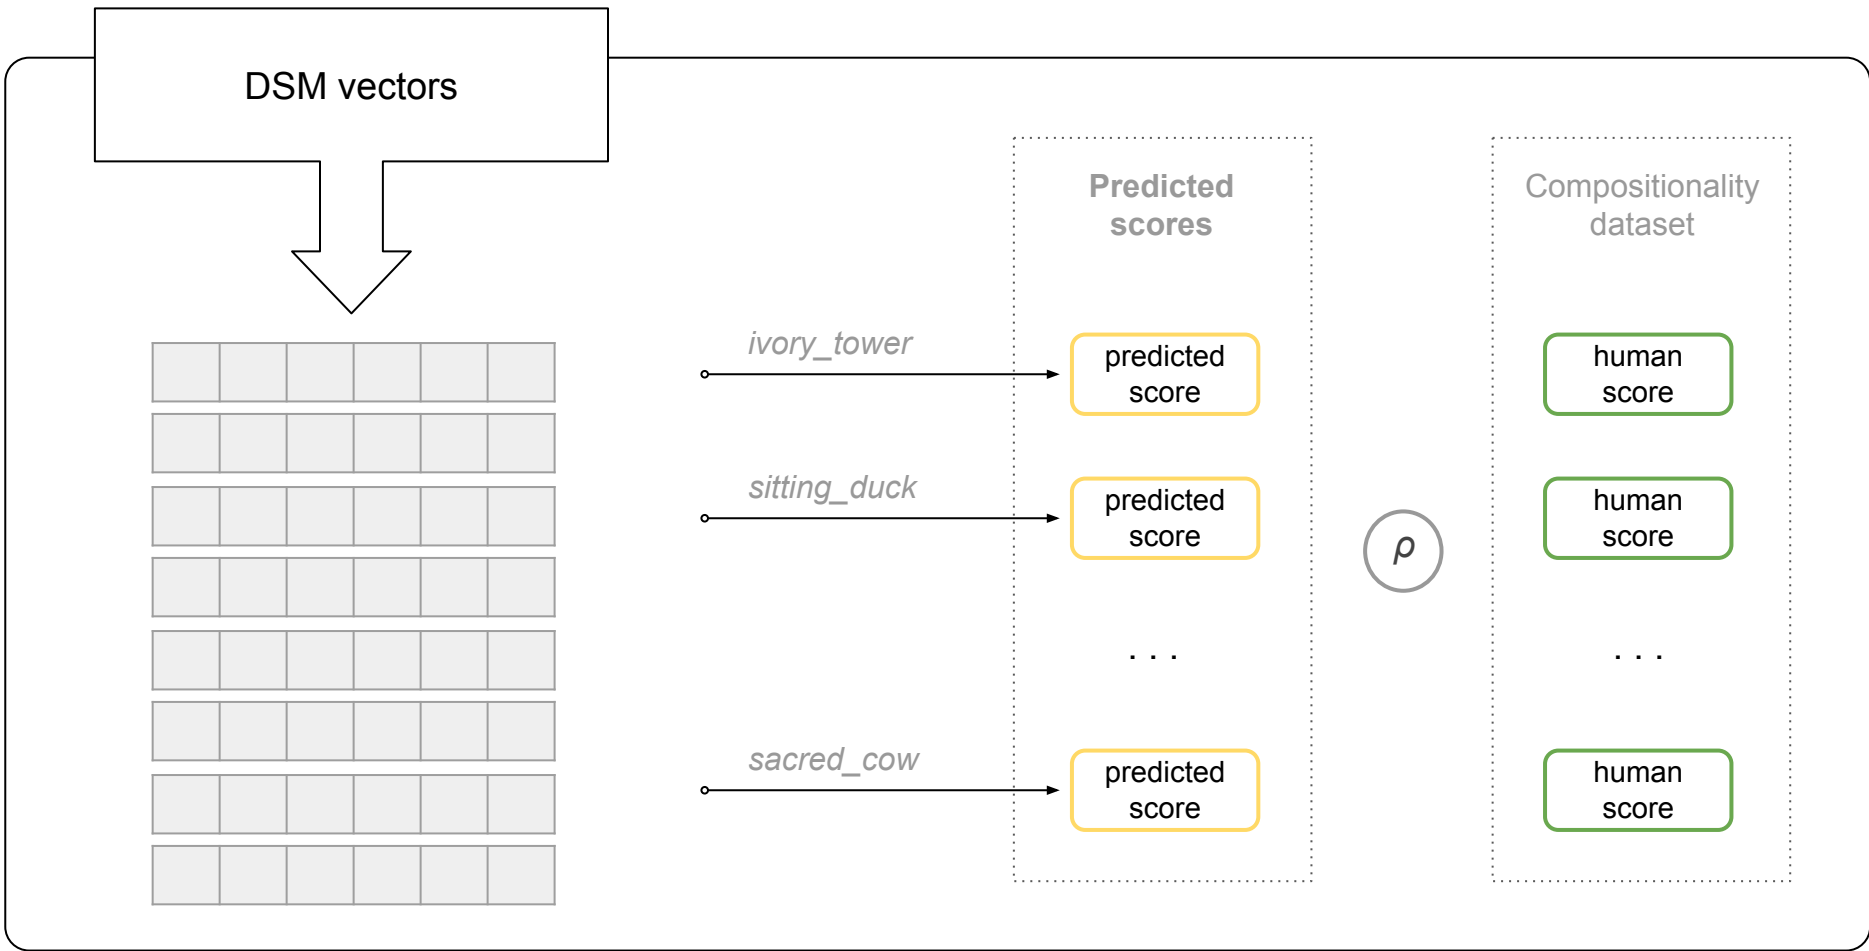 DSM vectors
Predicted
scores
Compositionality
dataset
ivory_tower
predicted
score
human
score
sitting_duck
predicted
score
human
score
ρ
. . .
. . .
sacred_cow
predicted
score
human
score